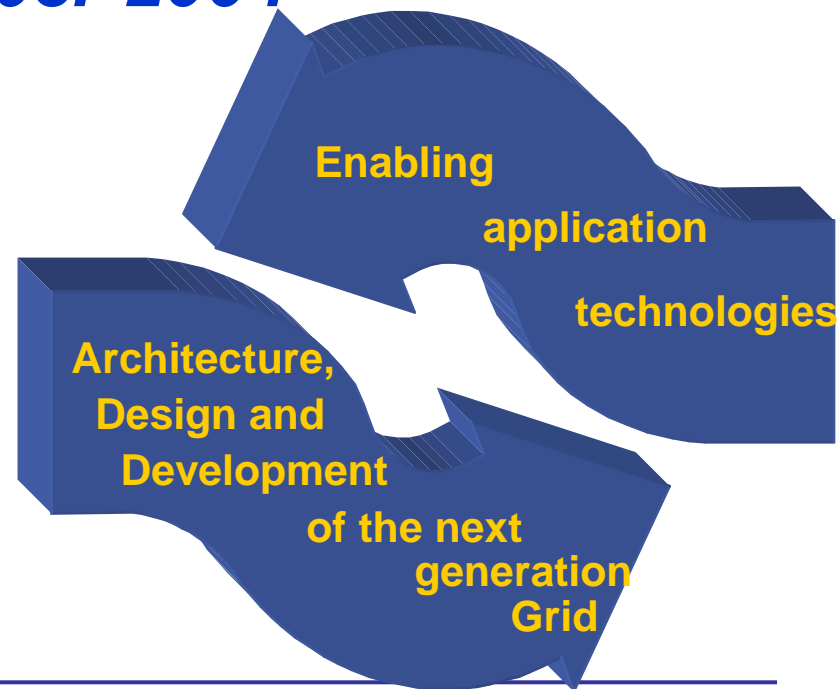 Enabling
application
technologies
Architecture,
Design and
Development
of the next
generation
Grid